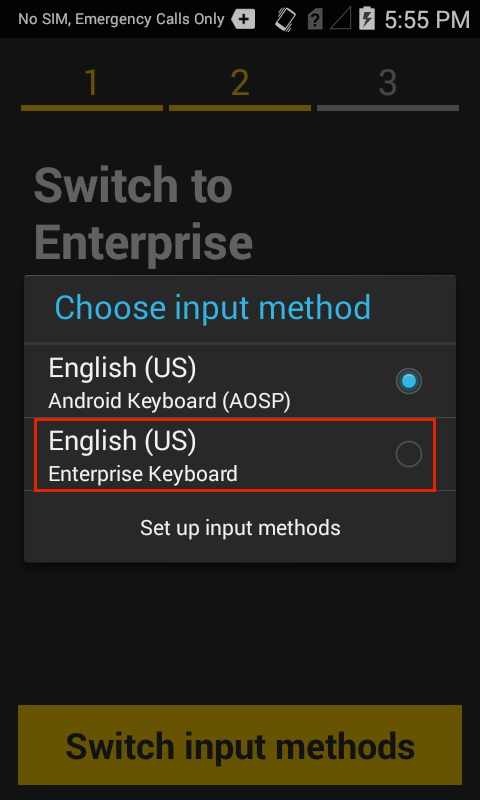 No SIM, Emergency Calls Only 5:55 PM
1 2 3
Switch to
Enterprise
Choose input method
English (US)
Android Keyboard (AOSP)
English (US)
Enterprise Keyboard
Set up input methods
Switch input methods